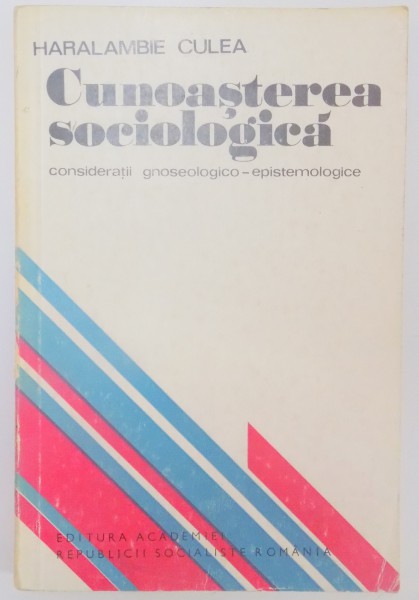 HARALAMBIE CULEA
Cunoașterea
sociologică
considerații gnoseologico-epistemologice
EDITURA ACADEMIEI
REPUBLICII SOCIALISTE ROMÂNIA